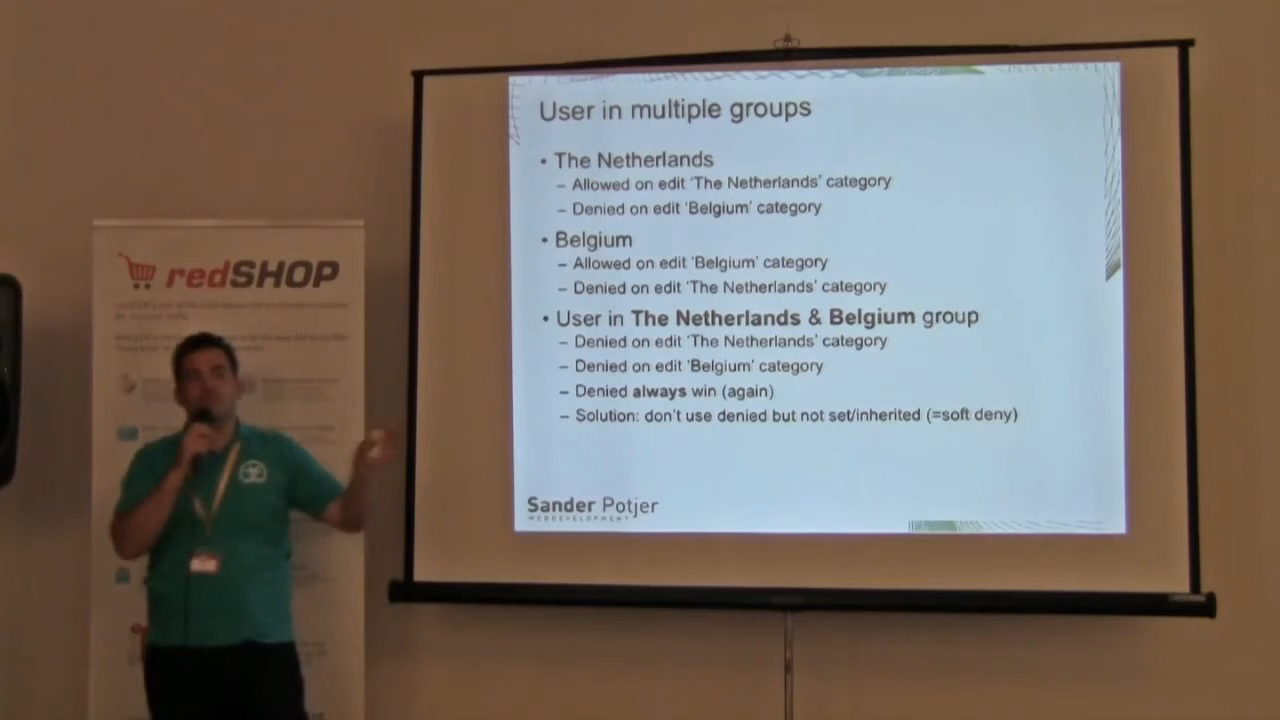 User in multiple groups
• The Netherlands
– Allowed on edit 'The Netherlands' category
– Denied on edit 'Belgium' category
• Belgium
– Allowed on edit 'Belgium' category
– Denied on edit 'The Netherlands' category
• User in The Netherlands & Belgium group
– Denied on edit 'The Netherlands' category
– Denied on edit 'Belgium' category
– Denied always win (again)
– Solution: don't use denied but not set/inherited (=soft deny)
Sander Potjer
WEBDEVELOPMENT
redSHOP